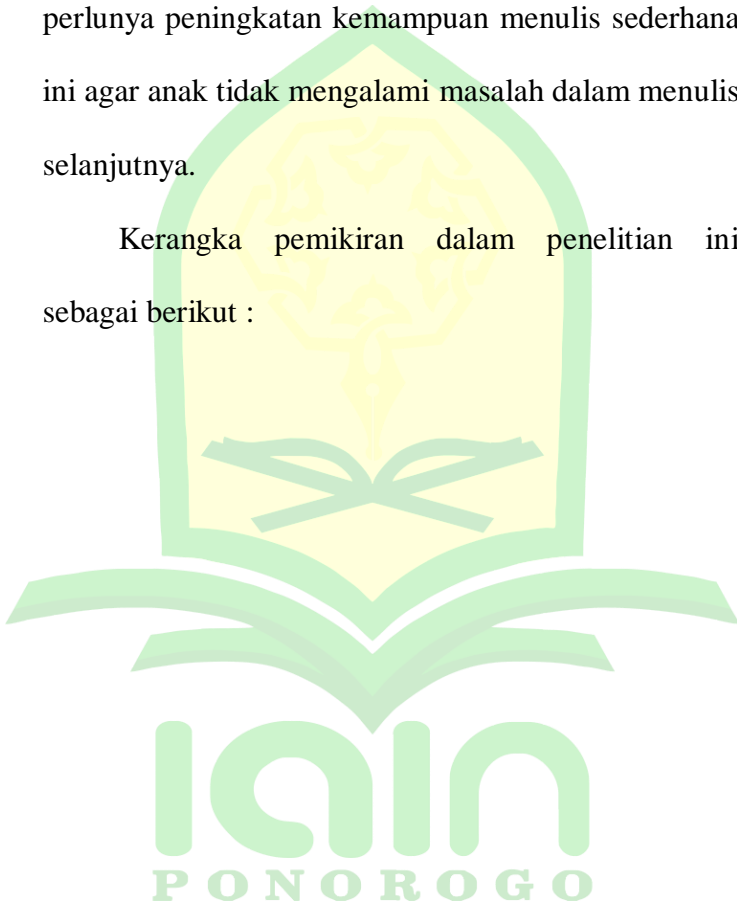 perlunya peningkatan kemampuan menulis sederhana
ini agar anak tidak mengalami masalah dalam menulis
selanjutnya.
Kerangka pemikiran dalam penelitian ini
sebagai berikut :
iain
PONOROGO